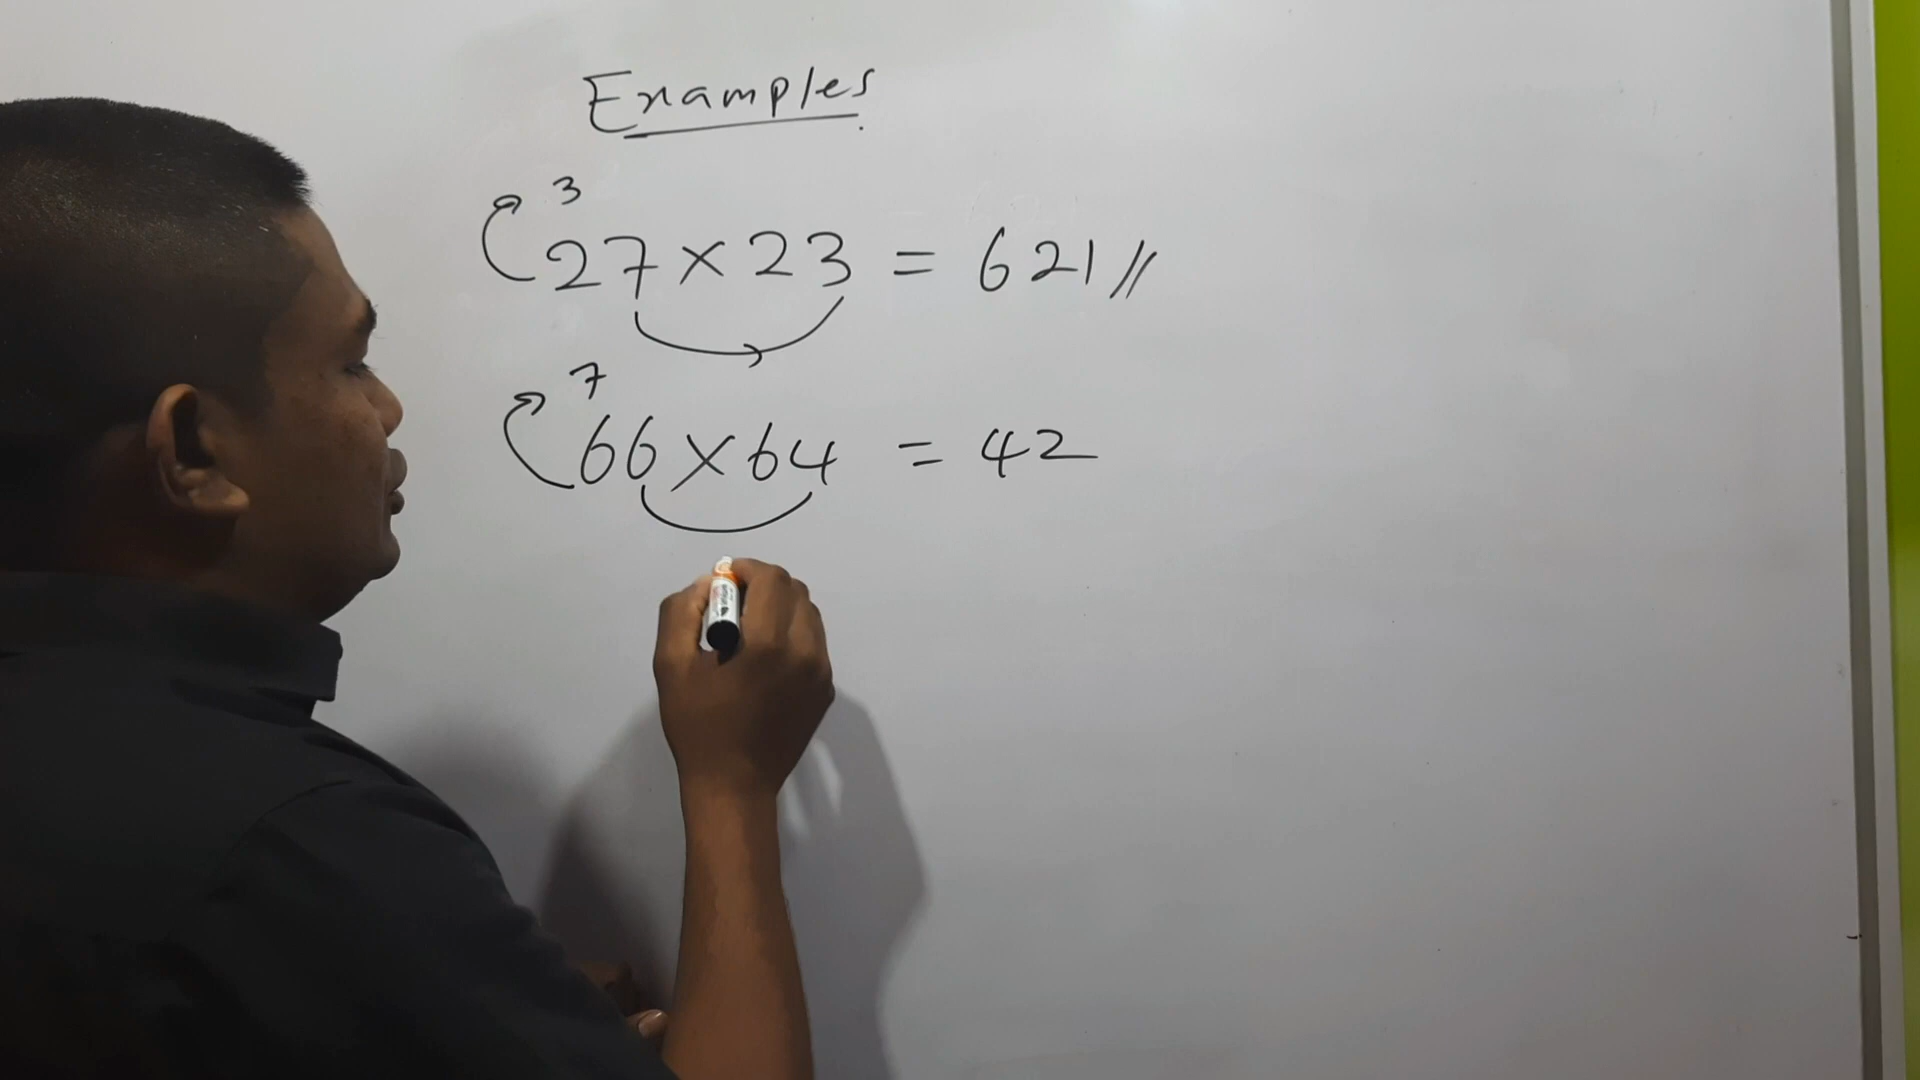 Examples
3
27 × 23 = 621 //
7
66 × 64 = 42